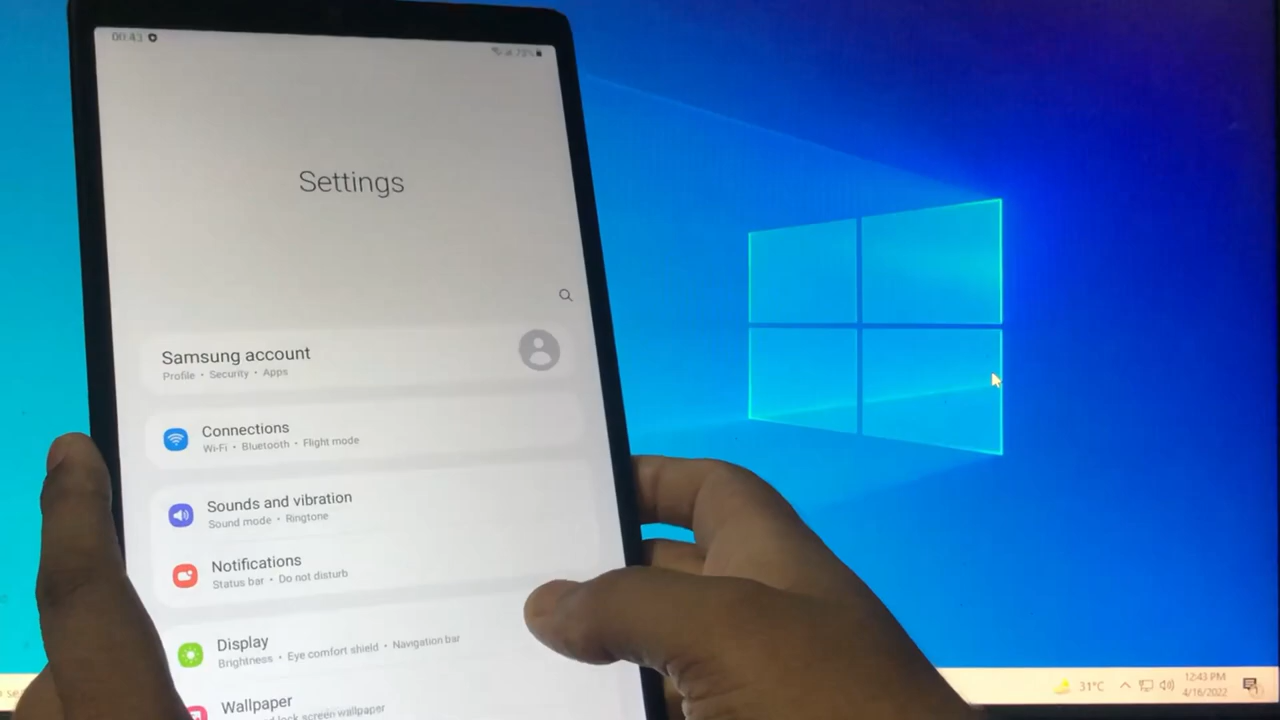 00:43
72%
Settings
Samsung account
Profile • Security • Apps
Connections
Wi-Fi • Bluetooth • Flight mode
Sounds and vibration
Sound mode • Ringtone
Notifications
Status bar • Do not disturb
Display
Brightness • Eye comfort shield • Navigation bar
Wallpaper
lock screen wallpaper
31°C
12:43 PM
4/16/2022